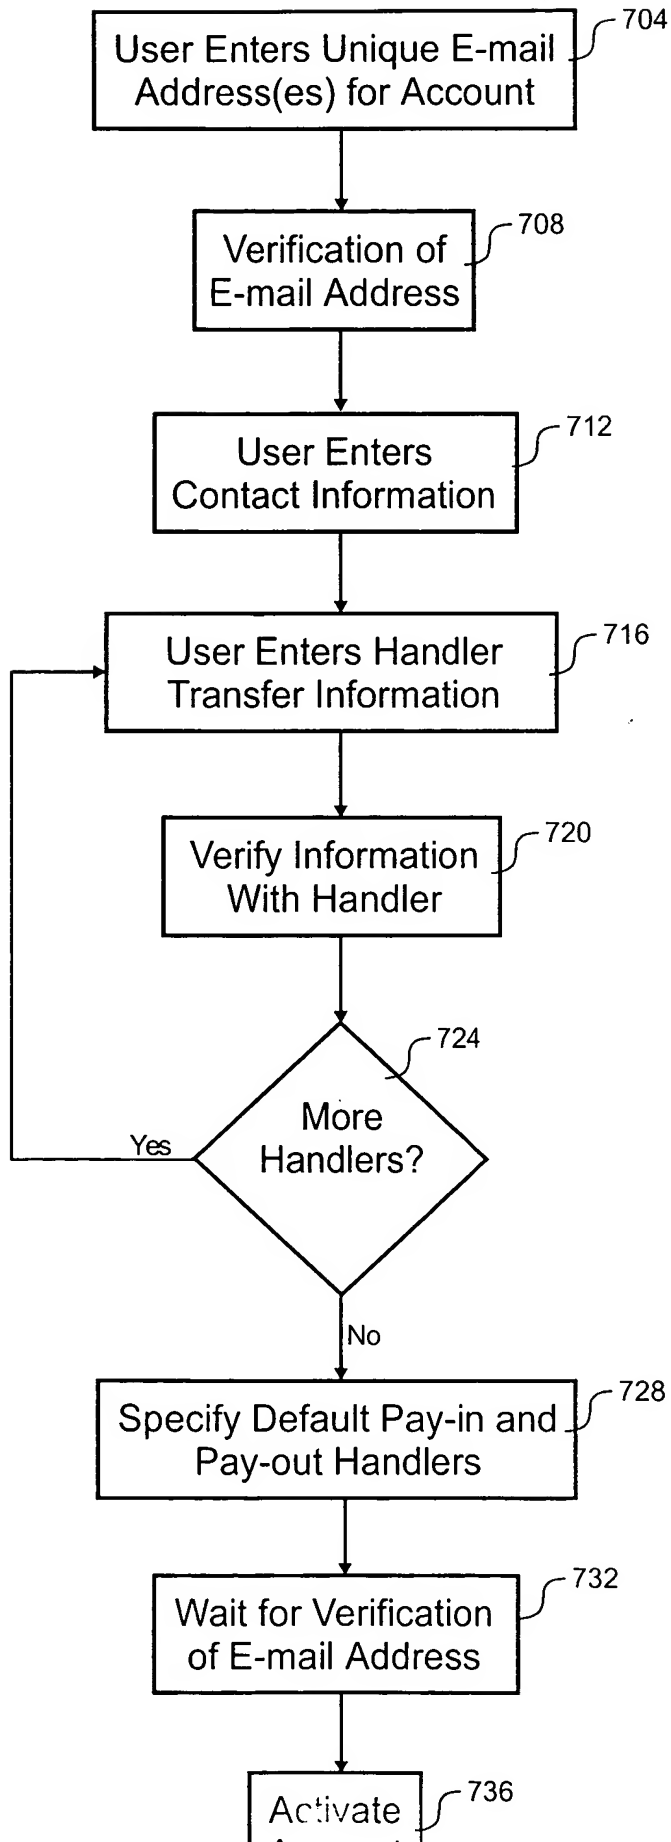 User Enters Unique E-mail
Address(es) for Account
704
Verification of
E-mail Address
708
User Enters
Contact Information
712
User Enters Handler
Transfer Information
716
Verify Information
With Handler
720
More
Handlers?
724
Yes
No
Specify Default Pay-in and
Pay-out Handlers
728
Wait for Verification
of E-mail Address
732
Activate
736